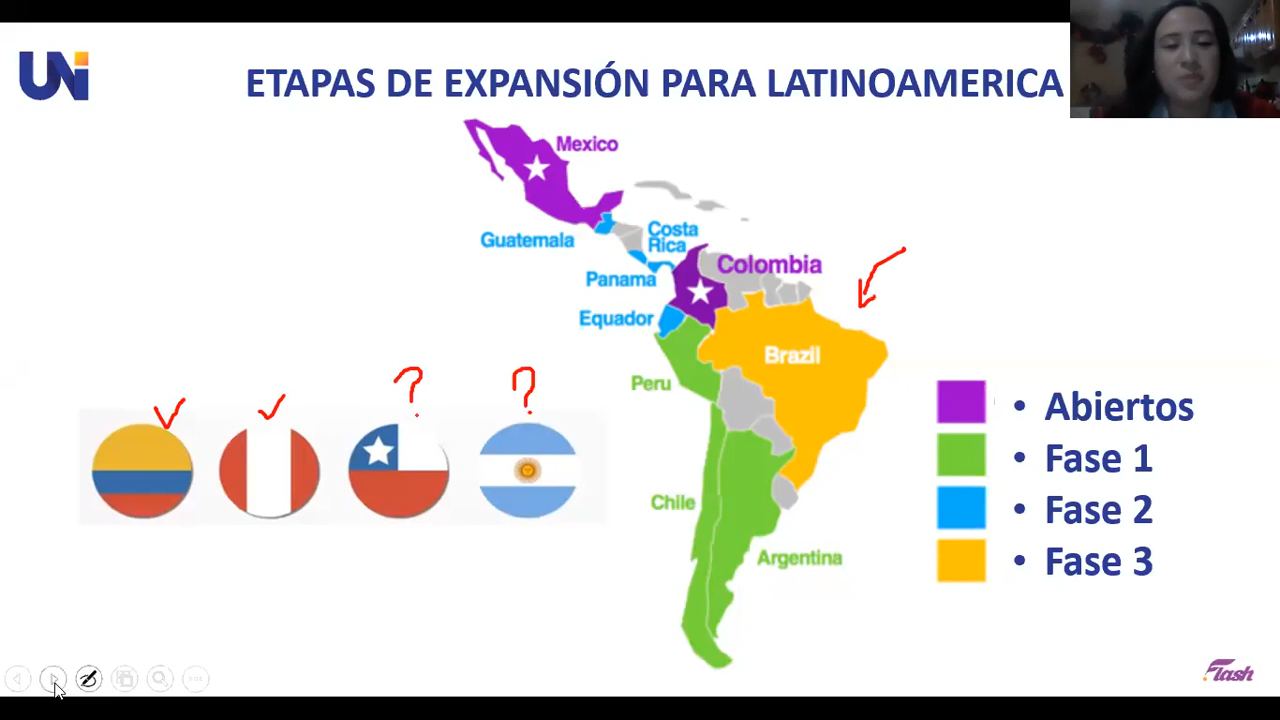 UNi
ETAPAS DE EXPANSIÓN PARA LATINOAMERICA
Mexico
Guatemala
Costa
Rica
Panama
Colombia
Equador
Brazil
Peru
Chile
Argentina
? ?
• Abiertos
• Fase 1
• Fase 2
• Fase 3
Flash